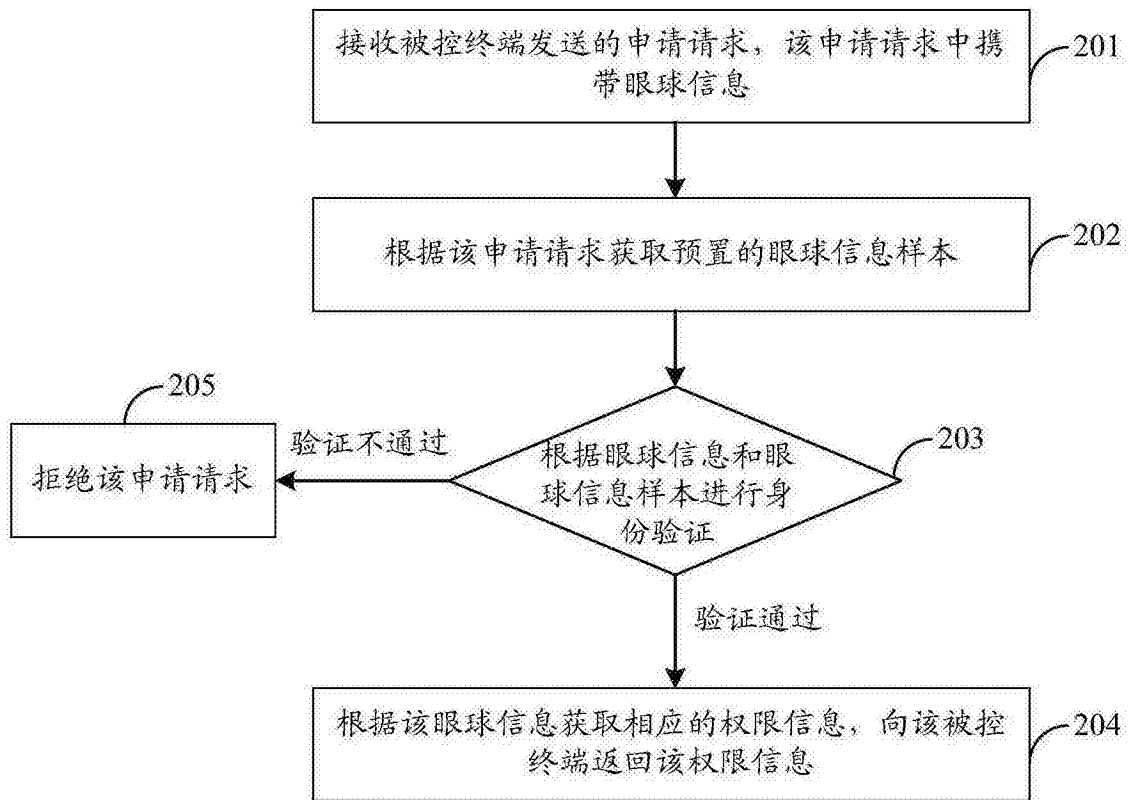 接收被控终端发送的申请请求，该申请请求中携
带眼球信息
201
根据该申请请求获取预置的眼球信息样本
202
根据眼球信息和眼
球信息样本进行身
份验证
203
验证不通过
205
拒绝该申请请求
验证通过
根据该眼球信息获取相应的权限信息，向该被控
终端返回该权限信息
204